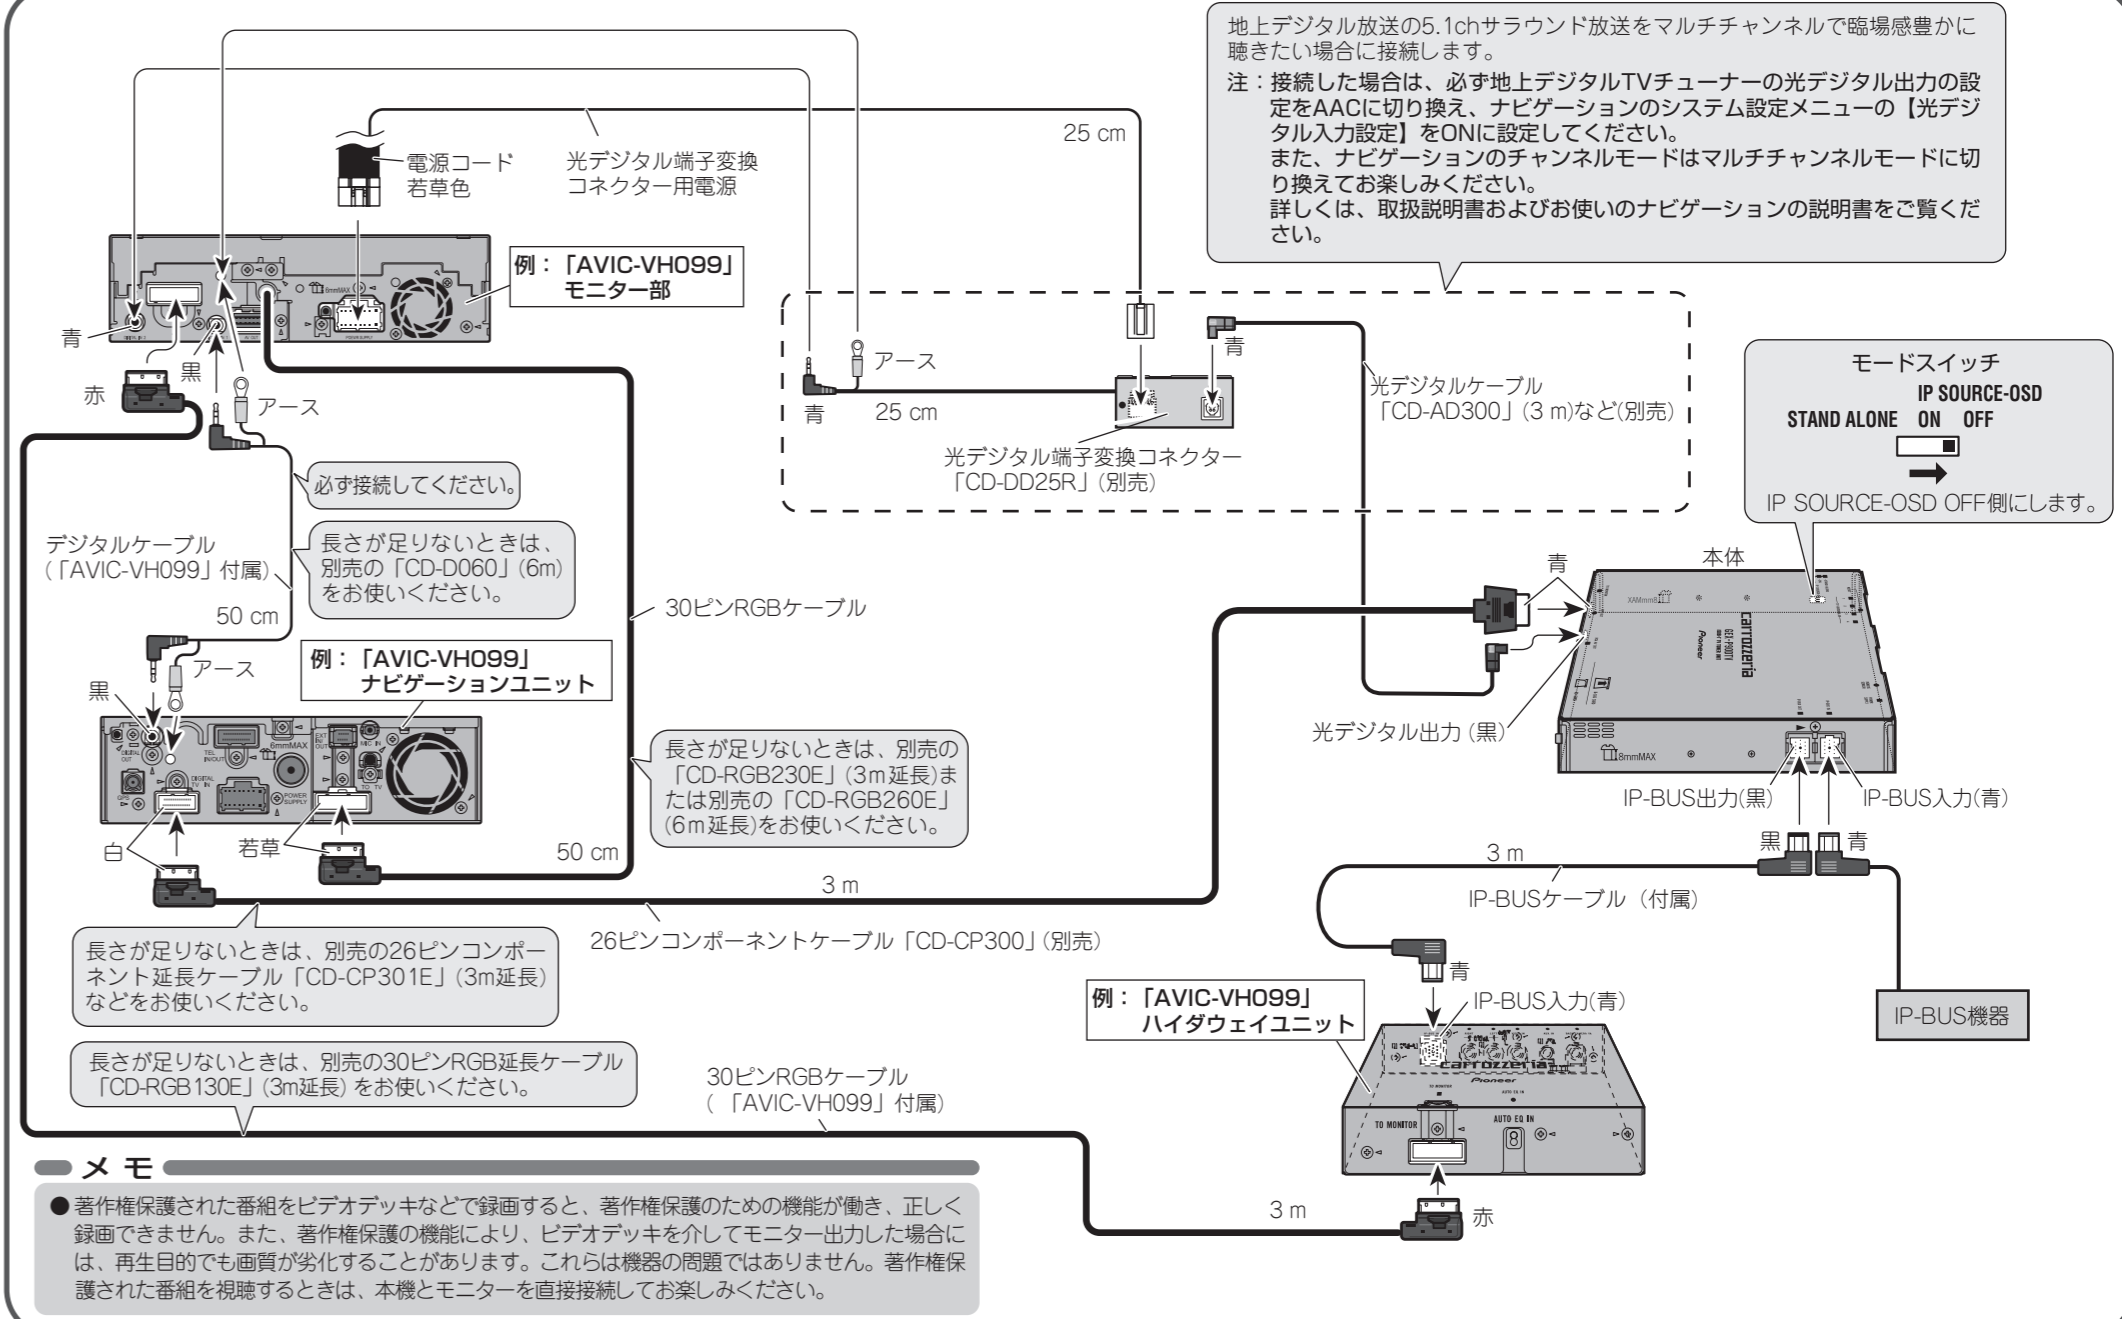 地上デジタル放送の5.1chサラウンド放送をマルチチャンネルで臨場感豊かに
聴きたい場合に接続します。
注：接続した場合は、必ず地上デジタルTVチューナーの光デジタル出力の設
定をAACに切り換え、ナビゲーションのシステム設定メニューの【光デジ
タル入力設定】をONに設定してください。
また、ナビゲーションのチャンネルモードはマルチチャンネルモードに切
り換えてお楽しみください。
詳しくは、取扱説明書およびお使いのナビゲーションの説明書をご覧くだ
さい。
25 cm
電源コード
若草色
光デジタル端子変換
コネクター用電源
例：「AVIC-VH099」
モニター部
6mmMAX
POWER SUPPLY
青
黒
赤
アース
アース
青
25 cm
青
光デジタル端子変換コネクター
「CD-DD25R」(別売)
光デジタルケーブル
「CD-AD300」(3 m)など(別売)
モードスイッチ
IP SOURCE-OSD
STAND ALONE ON OFF
IP SOURCE-OSD OFF側にします。
必ず接続してください。
デジタルケーブル
(「AVIC-VH099」付属)
長さが足りないときは、
別売の「CD-D060」(6m)
をお使いください。
50 cm
30ピンRGBケーブル
アース
黒
例：「AVIC-VH099」
ナビゲーションユニット
DIGITAL OUT
TEL IN/OUT
6mmMAX
EXT IN/OUT
MIC IN
GPS
DIGITAL TV IN
POWER SUPPLY
TO TV
白
若草
50 cm
長さが足りないときは、別売の
「CD-RGB230E」(3m延長)ま
たは別売の「CD-RGB260E」
(6m延長)をお使いください。
青
本体
8mmMAX
carrozzeria
GEX-P90DTV
Pioneer
8mmMAX
光デジタル出力 (黒)
IP-BUS出力(黒)
IP-BUS入力(青)
黒
青
3 m
IP-BUSケーブル（付属）
3 m
26ピンコンポーネントケーブル「CD-CP300」(別売)
長さが足りないときは、別売の26ピンコンポー
ネント延長ケーブル「CD-CP301E」(3m延長)
などをお使いください。
青
IP-BUS入力(青)
例：「AVIC-VH099」
ハイダウェイユニット
IP-BUS機器
carrozzeria
Pioneer
TO MONITOR
AUTO EQ IN
TO MONITOR
AUTO EQ IN
長さが足りないときは、別売の30ピンRGB延長ケーブル
「CD-RGB130E」(3m延長) をお使いください。
30ピンRGBケーブル
(「AVIC-VH099」付属)
3 m
赤
メモ
●著作権保護された番組をビデオデッキなどで録画すると、著作権保護のための機能が働き、正しく
録画できません。また、著作権保護の機能により、ビデオデッキを介してモニター出力した場合に
は、再生目的でも画質が劣化することがあります。これらは機器の問題ではありません。著作権保
護された番組を視聴するときは、本機とモニターを直接接続してお楽しみください。